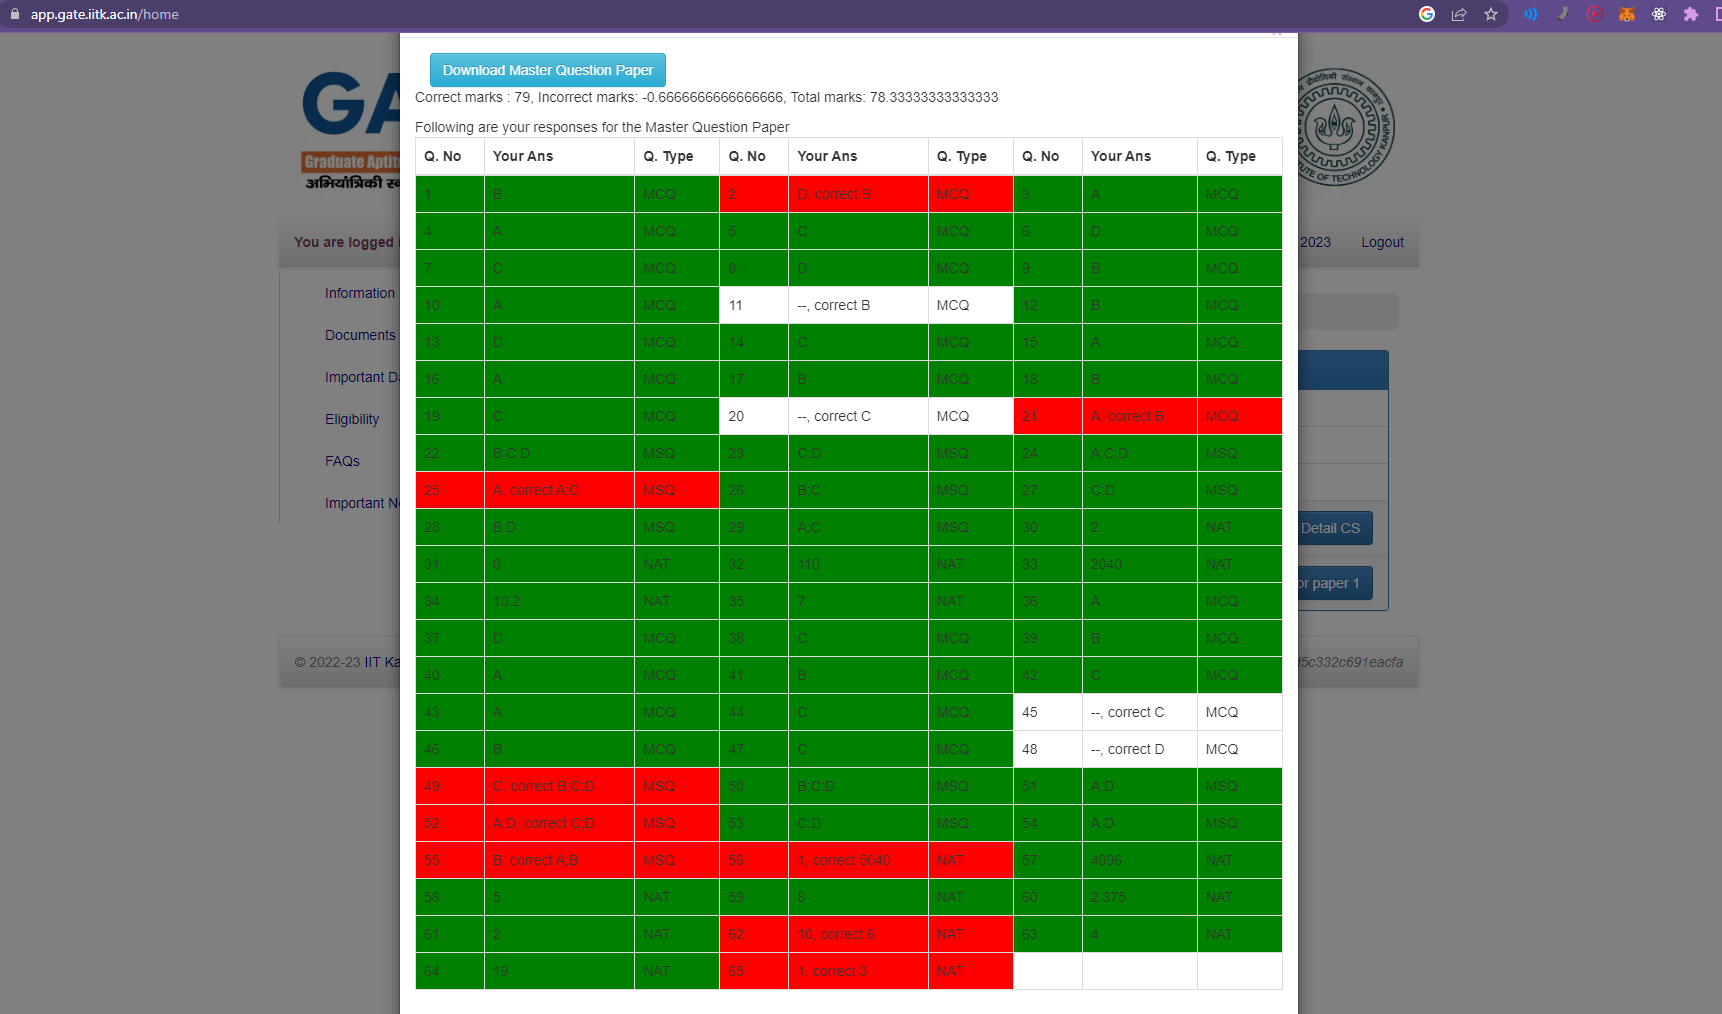 app.gate.iitk.ac.in/home
Download Master Question Paper
Correct marks : 79, Incorrect marks: -0.6666666666666666, Total marks: 78.33333333333333
Following are your responses for the Master Question Paper
Q. No Your Ans Q. Type Q. No Your Ans Q. Type Q. No Your Ans Q. Type
1 B MCQ 2 D, correct B MCQ 3 A MCQ
4 A MCQ 5 C MCQ 6 D MCQ
7 C MCQ 8 D MCQ 9 B MCQ
10 A MCQ 11 --, correct B MCQ 12 B MCQ
13 D MCQ 14 C MCQ 15 A MCQ
16 A MCQ 17 B MCQ 18 B MCQ
19 C MCQ 20 --, correct C MCQ 21 A, correct B MCQ
22 B;C;D MSQ 23 C;D MSQ 24 A;C;D MSQ
25 A, correct A;C MSQ 26 B;C MSQ 27 C;D MSQ
28 B;D MSQ 29 A;C MSQ 30 2 NAT
31 0 NAT 32 110 NAT 33 2040 NAT
34 10.2 NAT 35 7 NAT 36 A MCQ
37 D MCQ 38 C MCQ 39 B MCQ
40 A MCQ 41 B MCQ 42 C MCQ
43 A MCQ 44 C MCQ 45 --, correct C MCQ
46 B MCQ 47 C MCQ 48 --, correct D MCQ
49 C, correct B;C;D MSQ 50 B;C;D MSQ 51 A;D MSQ
52 A;D, correct C;D MSQ 53 C;D MSQ 54 A;D MSQ
55 B, correct A;B MSQ 56 1, correct 5040 NAT 57 4096 NAT
58 5 NAT 59 8 NAT 60 2.375 NAT
61 2 NAT 62 10, correct 6 NAT 63 4 NAT
64 19 NAT 65 1, correct 3 NAT
GA
Graduate Aptit
अभियांत्रिकी स्
You are logged i
Information
Documents
Important Da
Eligibility
FAQs
Important No
© 2022-23 IIT Ka
2023 Logout
Detail CS
or paper 1
5c332c691eacfa